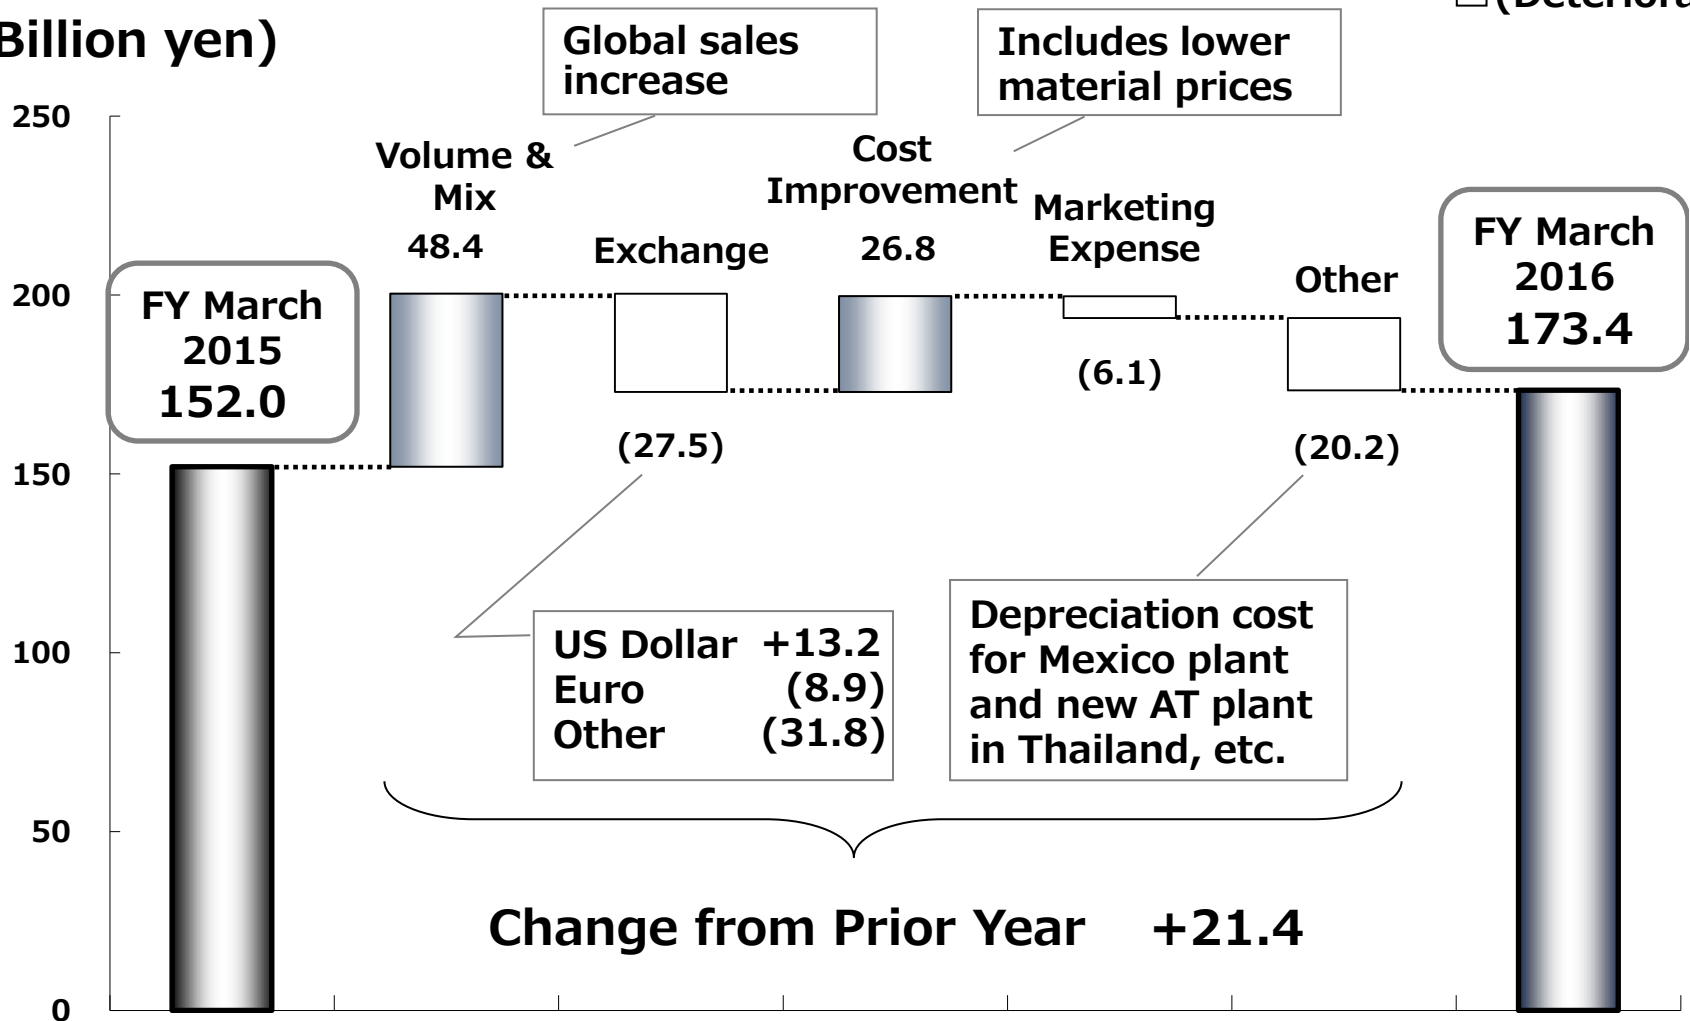 Billion yen)
Global sales
increase
Includes lower
material prices
250
200
150
100
50
0
FY March
2015
152.0
Volume &
Mix
48.4
Exchange
(27.5)
Cost
Improvement
26.8
Marketing
Expense
(6.1)
Other
(20.2)
FY March
2016
173.4
US Dollar +13.2
Euro (8.9)
Other (31.8)
Depreciation cost
for Mexico plant
and new AT plant
in Thailand, etc.
Change from Prior Year +21.4